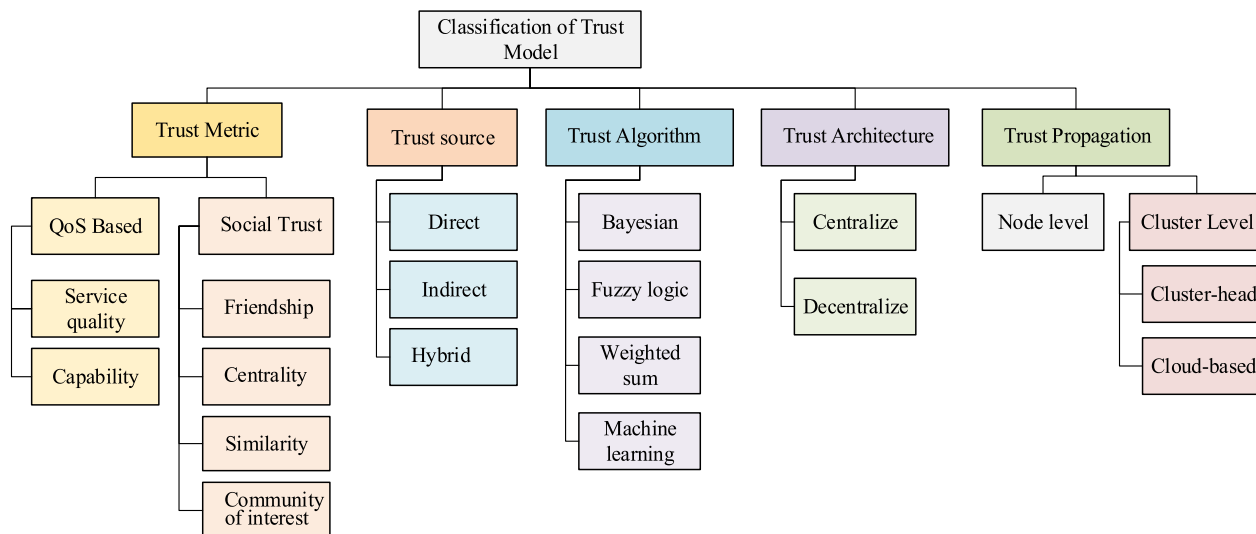 Classification of Trust
Model
Trust Metric
Trust source
Trust Algorithm
Trust Architecture
Trust Propagation
QoS Based
Service
quality
Capability
Social Trust
Friendship
Centrality
Similarity
Community
of interest
Direct
Indirect
Hybrid
Bayesian
Fuzzy logic
Weighted
sum
Machine
learning
Centralize
Decentralize
Node level
Cluster Level
Cluster-head
Cloud-based